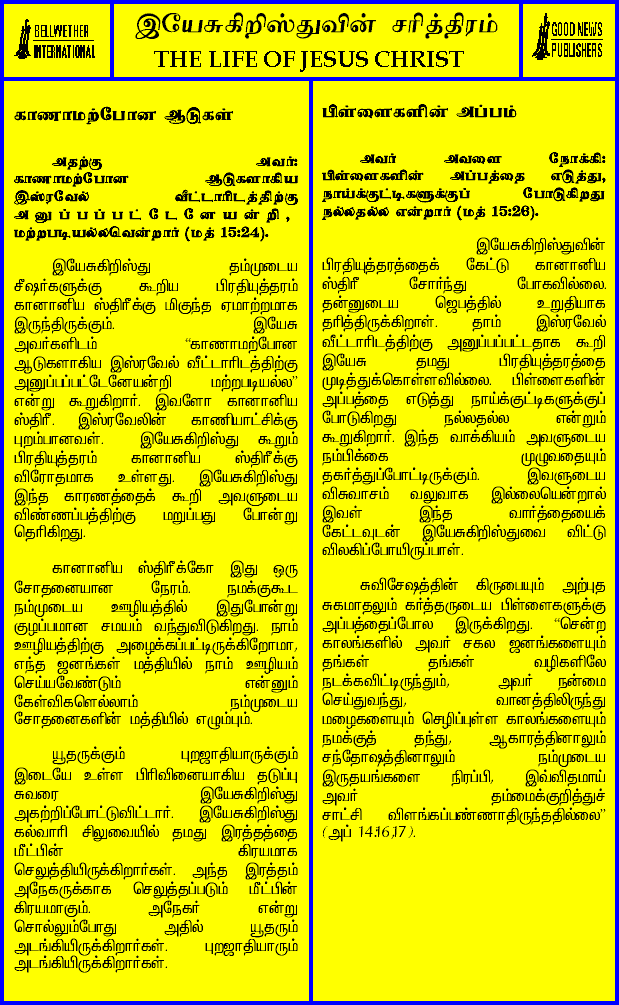 BELLWETHER
INTERNATIONAL
இயேசுகிறிஸ்துவின் சரித்திரம்
THE LIFE OF JESUS CHRIST
GOOD NEWS
PUBLISHERS
காணாமற்போன ஆடுகள்
அதற்கு அவர்:
காணாமற்போன ஆடுகளாகிய
இஸ்ரவேல் வீட்டாரிடத்திற்கு
அனுப்பப்பட்டேனேயன்றி,
மற்றபடியல்லவென்றார் (மத் 15:24).
இயேசுகிறிஸ்து தம்முடைய
சீஷர்களுக்கு கூறிய பிரதியுத்தரம்
கானானிய ஸ்திரீக்கு மிகுந்த ஏமாற்றமாக
இருந்திருக்கும். இயேசு
அவர்களிடம் “காணாமற்போன
ஆடுகளாகிய இஸ்ரவேல் வீட்டாரிடத்திற்கு
அனுப்பப்பட்டேனேயன்றி மற்றபடியல்ல”
என்று கூறுகிறார். இவளோ கானானிய
ஸ்திரீ. இஸ்ரவேலின் காணியாட்சிக்கு
புறம்பானவள். இயேசுகிறிஸ்து கூறும்
பிரதியுத்தரம் கானானிய ஸ்திரீக்கு
விரோதமாக உள்ளது. இயேசுகிறிஸ்து
இந்த காரணத்தைக் கூறி அவளுடைய
விண்ணப்பத்திற்கு மறுப்பது போன்று
தெரிகிறது.
கானானிய ஸ்திரீக்கோ இது ஒரு
சோதனையான நேரம். நமக்குகூட
நம்முடைய ஊழியத்தில் இதுபோன்று
குழப்பமான சமயம் வந்துவிடுகிறது. நாம்
ஊழியத்திற்கு அழைக்கப்பட்டிருக்கிறோமா,
எந்த ஜனங்கள் மத்தியில் நாம் ஊழியம்
செய்யவேண்டும் என்னும்
கேள்விகளெல்லாம் நம்முடைய
சோதனைகளின் மத்தியில் எழும்பும்.
யூதருக்கும் புறஜாதியாருக்கும்
இடையே உள்ள பிரிவினையாகிய தடுப்பு
சுவரை இயேசுகிறிஸ்து
அகற்றிப்போட்டுவிட்டார். இயேசுகிறிஸ்து
கல்வாரி சிலுவையில் தமது இரத்தத்தை
மீட்பின் கிரயமாக
செலுத்தியிருக்கிறார்கள். அந்த இரத்தம்
அநேகருக்காக செலுத்தப்படும் மீட்பின்
கிரயமாகும். அநேகர் என்று
சொல்லும்போது அதில் யூதரும்
அடங்கியிருக்கிறார்கள். புறஜாதியாரும்
அடங்கியிருக்கிறார்கள்.
பிள்ளைகளின் அப்பம்
அவர் அவளை நோக்கி:
பிள்ளைகளின் அப்பத்தை எடுத்து,
நாய்க்குட்டிகளுக்குப் போடுகிறது
நல்லதல்ல என்றார் (மத் 15:26).
இயேசுகிறிஸ்துவின்
பிரதியுத்தரத்தைக் கேட்டு கானானிய
ஸ்திரீ சோர்ந்து போகவில்லை.
தன்னுடைய ஜெபத்தில் உறுதியாக
தரித்திருக்கிறாள். தாம் இஸ்ரவேல்
வீட்டாரிடத்திற்கு அனுப்பப்பட்டதாக கூறி
இயேசு தமது பிரதியுத்தரத்தை
முடித்துக்கொள்ளவில்லை. பிள்ளைகளின்
அப்பத்தை எடுத்து நாய்க்குட்டிகளுக்குப்
போடுகிறது நல்லதல்ல என்றும்
கூறுகிறார். இந்த வாக்கியம் அவளுடைய
நம்பிக்கை முழுவதையும்
தகர்த்துப்போட்டிருக்கும். இவளுடைய
விசுவாசம் வலுவாக இல்லையென்றால்
இவள் இந்த வார்த்தையைக்
கேட்டவுடன் இயேசுகிறிஸ்துவை விட்டு
விலகிப்போயிருப்பாள்.
சுவிசேஷத்தின் கிருபையும் அற்புத
சுகமாதலும் கர்த்தருடைய பிள்ளைகளுக்கு
அப்பத்தைப்போல இருக்கிறது. “சென்ற
காலங்களில் அவர் சகல ஜனங்களையும்
தங்கள் தங்கள் வழிகளிலே
நடக்கவிட்டிருந்தும், அவர் நன்மை
செய்துவந்து, வானத்திலிருந்து
மழைகளையும் செழிப்புள்ள காலங்களையும்
நமக்குத் தந்து, ஆகாரத்தினாலும்
சந்தோஷத்தினாலும் நம்முடைய
இருதயங்களை நிரப்பி, இவ்விதமாய்
அவர் தம்மைக்குறித்துச்
சாட்சி விளங்கப்பண்ணாதிருந்ததில்லை”
(அப் 14:16,17).